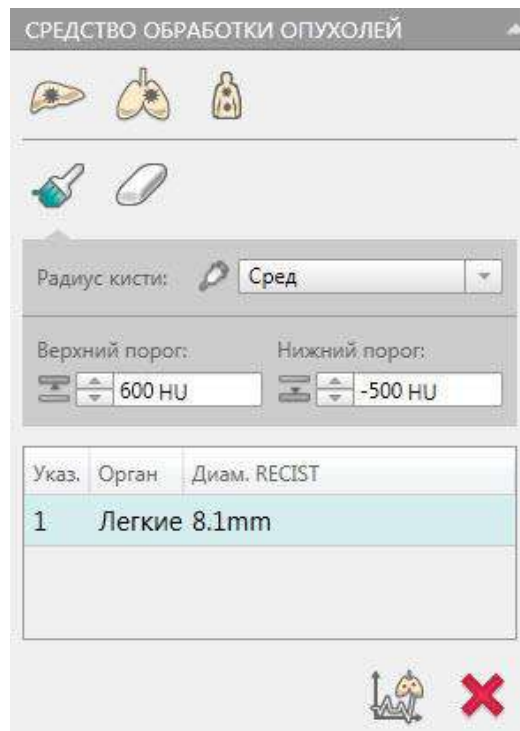 СРЕДСТВО ОБРАБОТКИ ОПУХОЛЕЙ
Радиус кисти: Сред
Верхний порог: Нижний порог:
600 HU -500 HU
Указ. Орган Диам. RECIST
1 Легкие 8.1mm